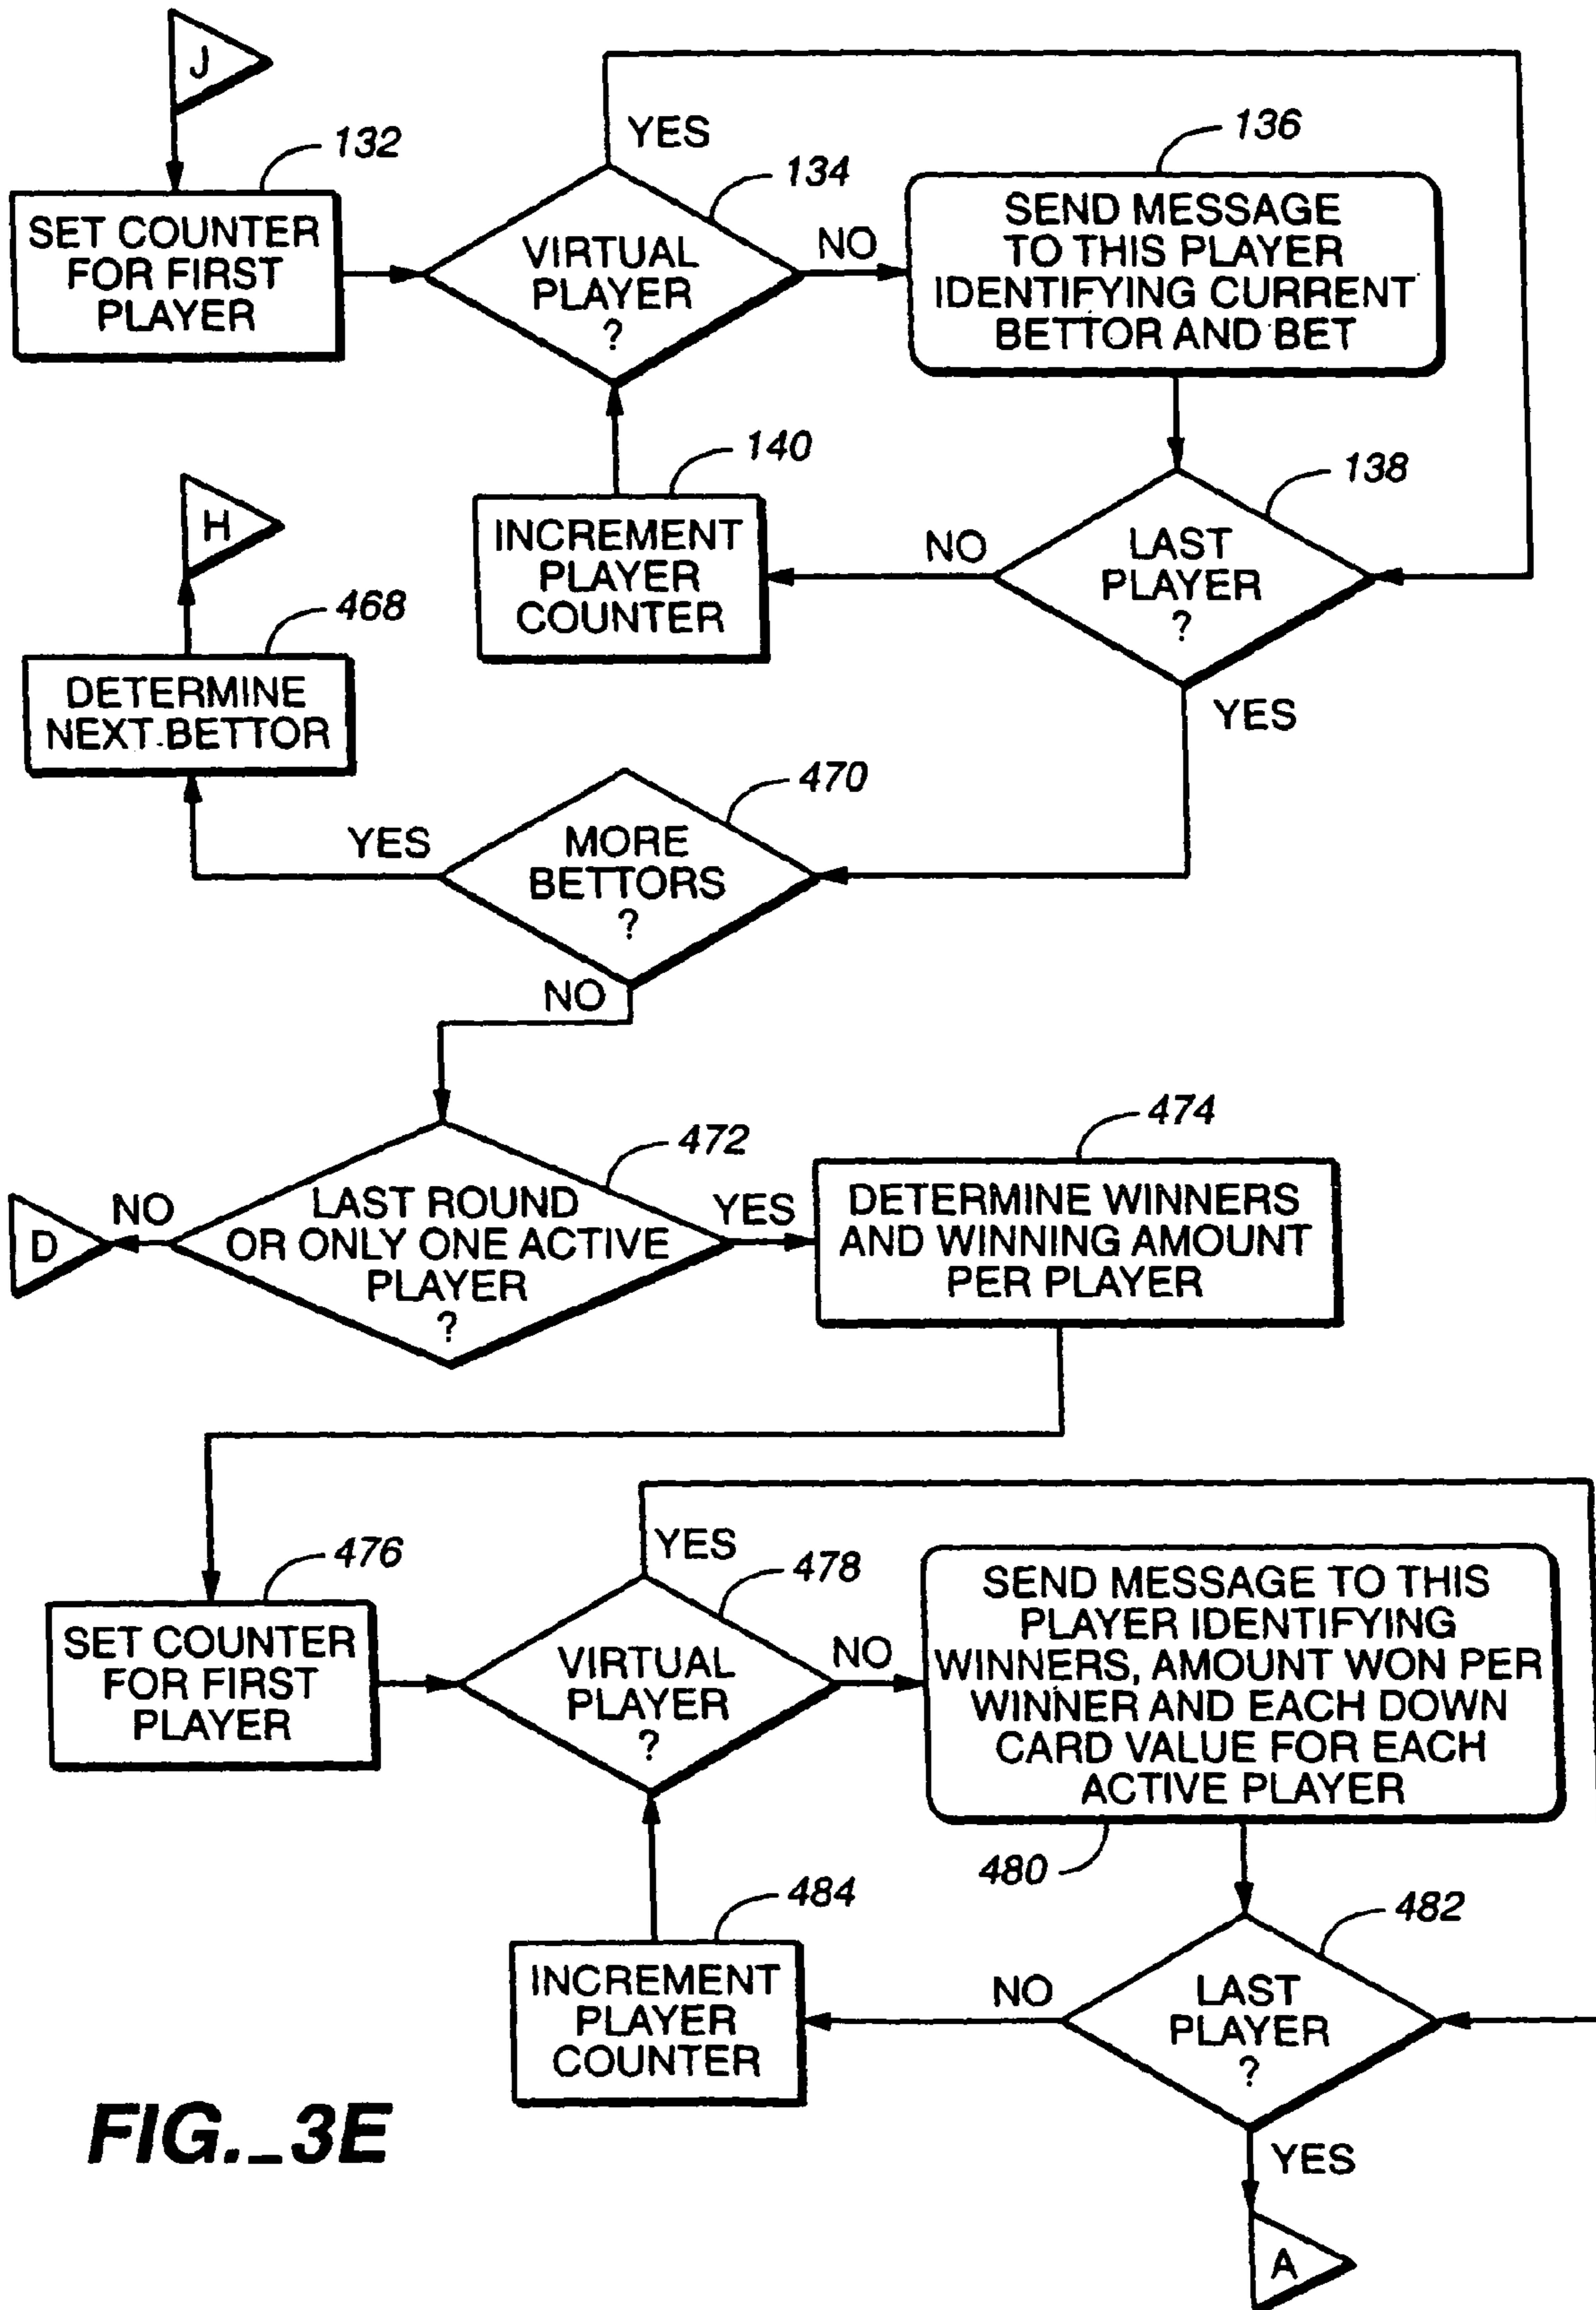 J
132
SET COUNTER
FOR FIRST
PLAYER
YES
134
VIRTUAL
PLAYER
?
NO
136
SEND MESSAGE
TO THIS PLAYER
IDENTIFYING CURRENT
BETTOR AND BET
138
LAST
PLAYER
?
NO
YES
140
INCREMENT
PLAYER
COUNTER
H
468
DETERMINE
NEXT BETTOR
470
MORE
BETTORS
?
YES
NO
472
LAST ROUND
OR ONLY ONE ACTIVE
PLAYER
?
NO
D
YES
474
DETERMINE WINNERS
AND WINNING AMOUNT
PER PLAYER
476
SET COUNTER
FOR FIRST
PLAYER
YES
478
VIRTUAL
PLAYER
?
NO
SEND MESSAGE TO THIS
PLAYER IDENTIFYING
WINNERS, AMOUNT WON PER
WINNER AND EACH DOWN
CARD VALUE FOR EACH
ACTIVE PLAYER
480
482
LAST
PLAYER
?
NO
484
INCREMENT
PLAYER
COUNTER
YES
A
FIG._3E